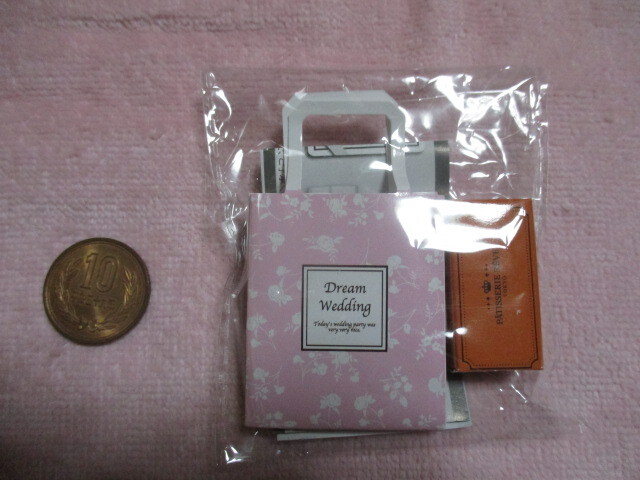 10
Dream
Wedding
Today's wedding party was
very very nice.
PATISSERIE